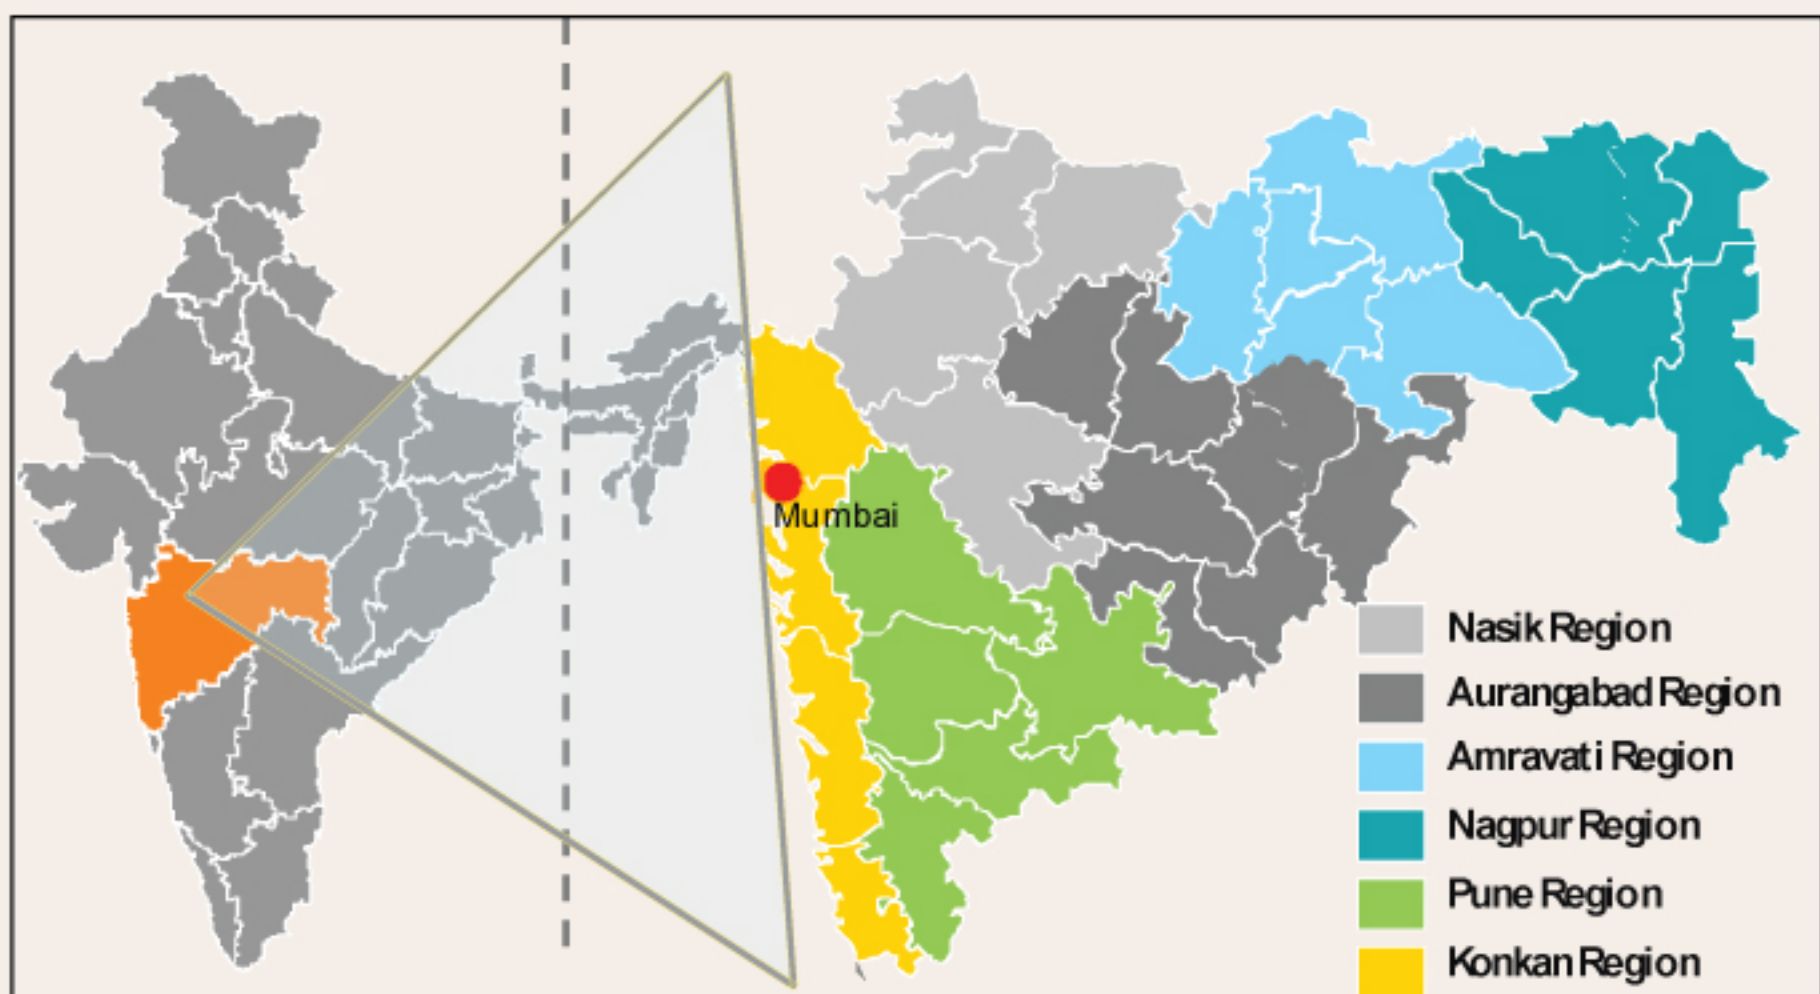 Mumbai
Nasik Region
Aurangabad Region
Amravati Region
Nagpur Region
Pune Region
Konkan Region